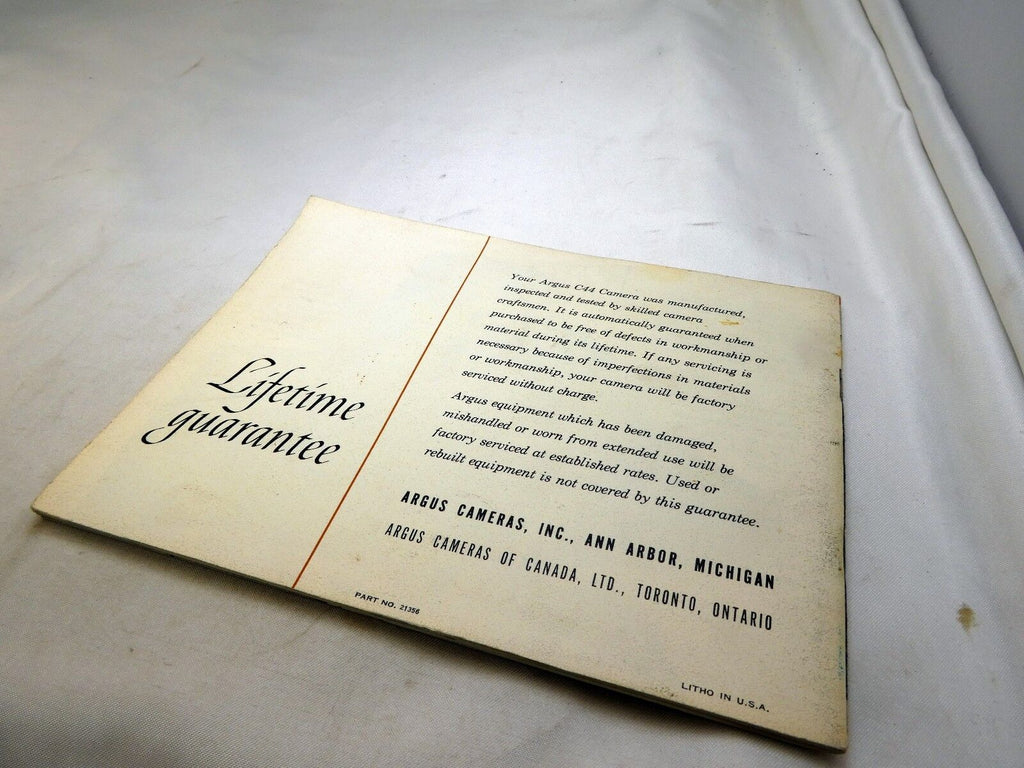 Lifetime
guarantee
Your Argus C44 Camera was manufactured,
inspected and tested by skilled camera
craftsmen. It is automatically guaranteed when
purchased to be free of defects in workmanship or
material during its lifetime. If any servicing is
necessary because of imperfections in materials
or workmanship, your camera will be factory
serviced without charge.
Argus equipment which has been damaged,
mishandled or worn from extended use will be
factory serviced at established rates. Used or
rebuilt equipment is not covered by this guarantee.
ARGUS CAMERAS, INC., ANN ARBOR, MICHIGAN
ARGUS CAMERAS OF CANADA, LTD., TORONTO, ONTARIO
PART NO. 21356
LITHO IN U.S.A.